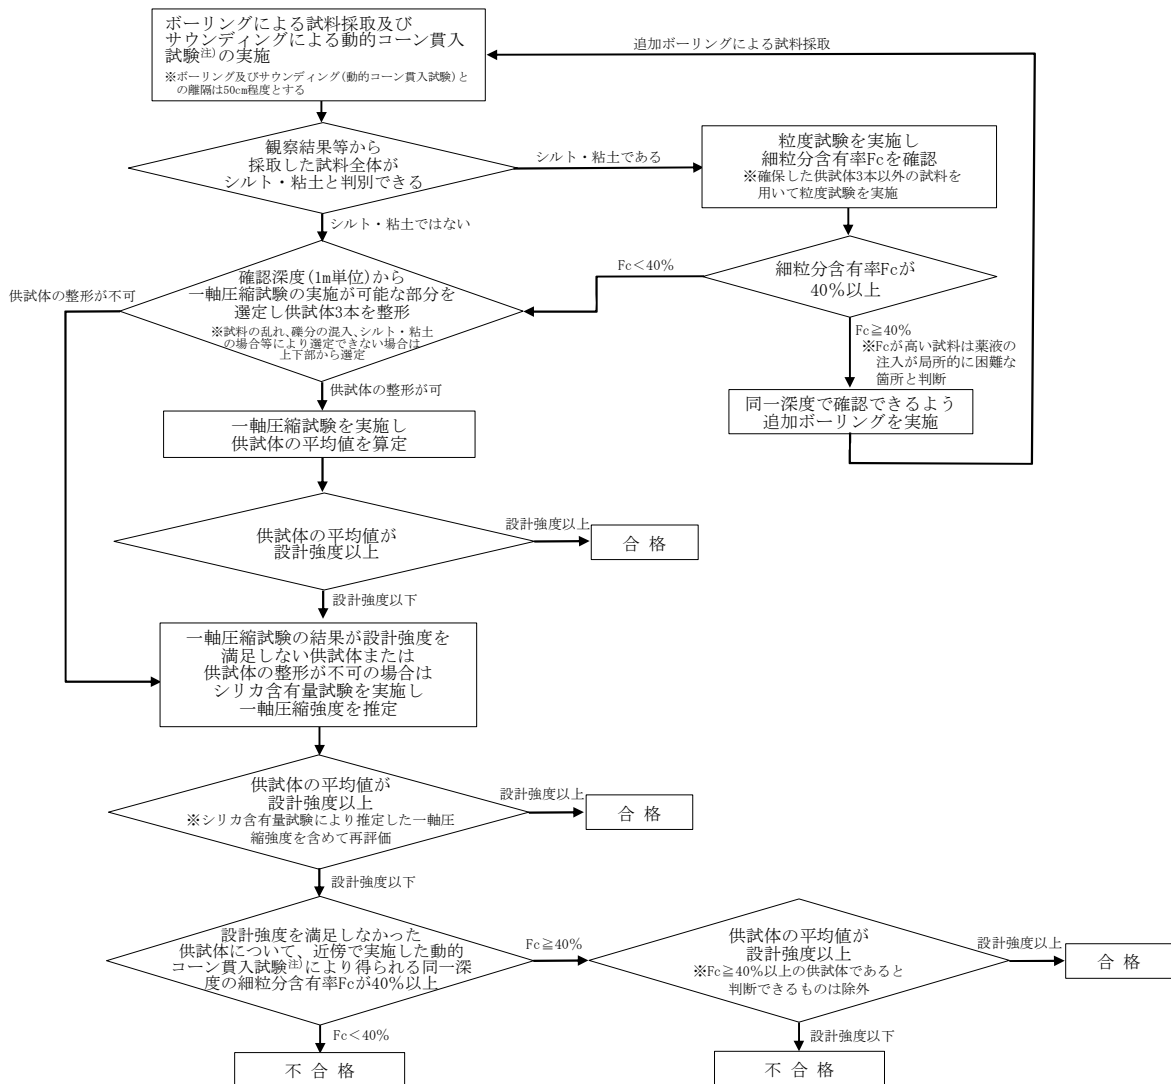 ボーリングによる試料採取及び
サウンディングによる動的コーン貫入
試験注)の実施
※ボーリング及びサウンディング(動的コーン貫入試験)と
の離隔は50cm程度とする
追加ボーリングによる試料採取
観察結果等から
採取した試料全体が
シルト・粘土と判別できる
シルト・粘土である
粒度試験を実施し
細粒分含有率Fcを確認
※確保した供試体3本以外の試料を
用いて粒度試験を実施
シルト・粘土ではない
細粒分含有率Fcが
40%以上
Fc<40%
Fc≧40%
※Fcが高い試料は薬液の
注入が局所的に困難な
箇所と判断
同一深度で確認できるよう
追加ボーリングを実施
供試体の整形が不可
確認深度(1m単位)から
一軸圧縮試験の実施が可能な部分を
選定し供試体3本を整形
※試料の乱れ、礫分の混入、シルト・粘土
の場合等により選定できない場合は
上下部から選定
供試体の整形が可
一軸圧縮試験を実施し
供試体の平均値を算定
供試体の平均値が
設計強度以上
設計強度以上
合 格
設計強度以下
一軸圧縮試験の結果が設計強度を
満足しない供試体または
供試体の整形が不可の場合は
シリカ含有量試験を実施し
一軸圧縮強度を推定
供試体の平均値が
設計強度以上
※シリカ含有量試験により推定した一軸圧
縮強度を含めて再評価
設計強度以上
合 格
設計強度以下
設計強度を満足しなかった
供試体について、近傍で実施した動的
コーン貫入試験注)により得られる同一深
度の細粒分含有率Fcが40%以上
Fc≧40%
供試体の平均値が
設計強度以上
※Fc≧40%以上の供試体であると
判断できるものは除外
設計強度以上
合 格
Fc<40%
不 合 格
設計強度以下
不 合 格